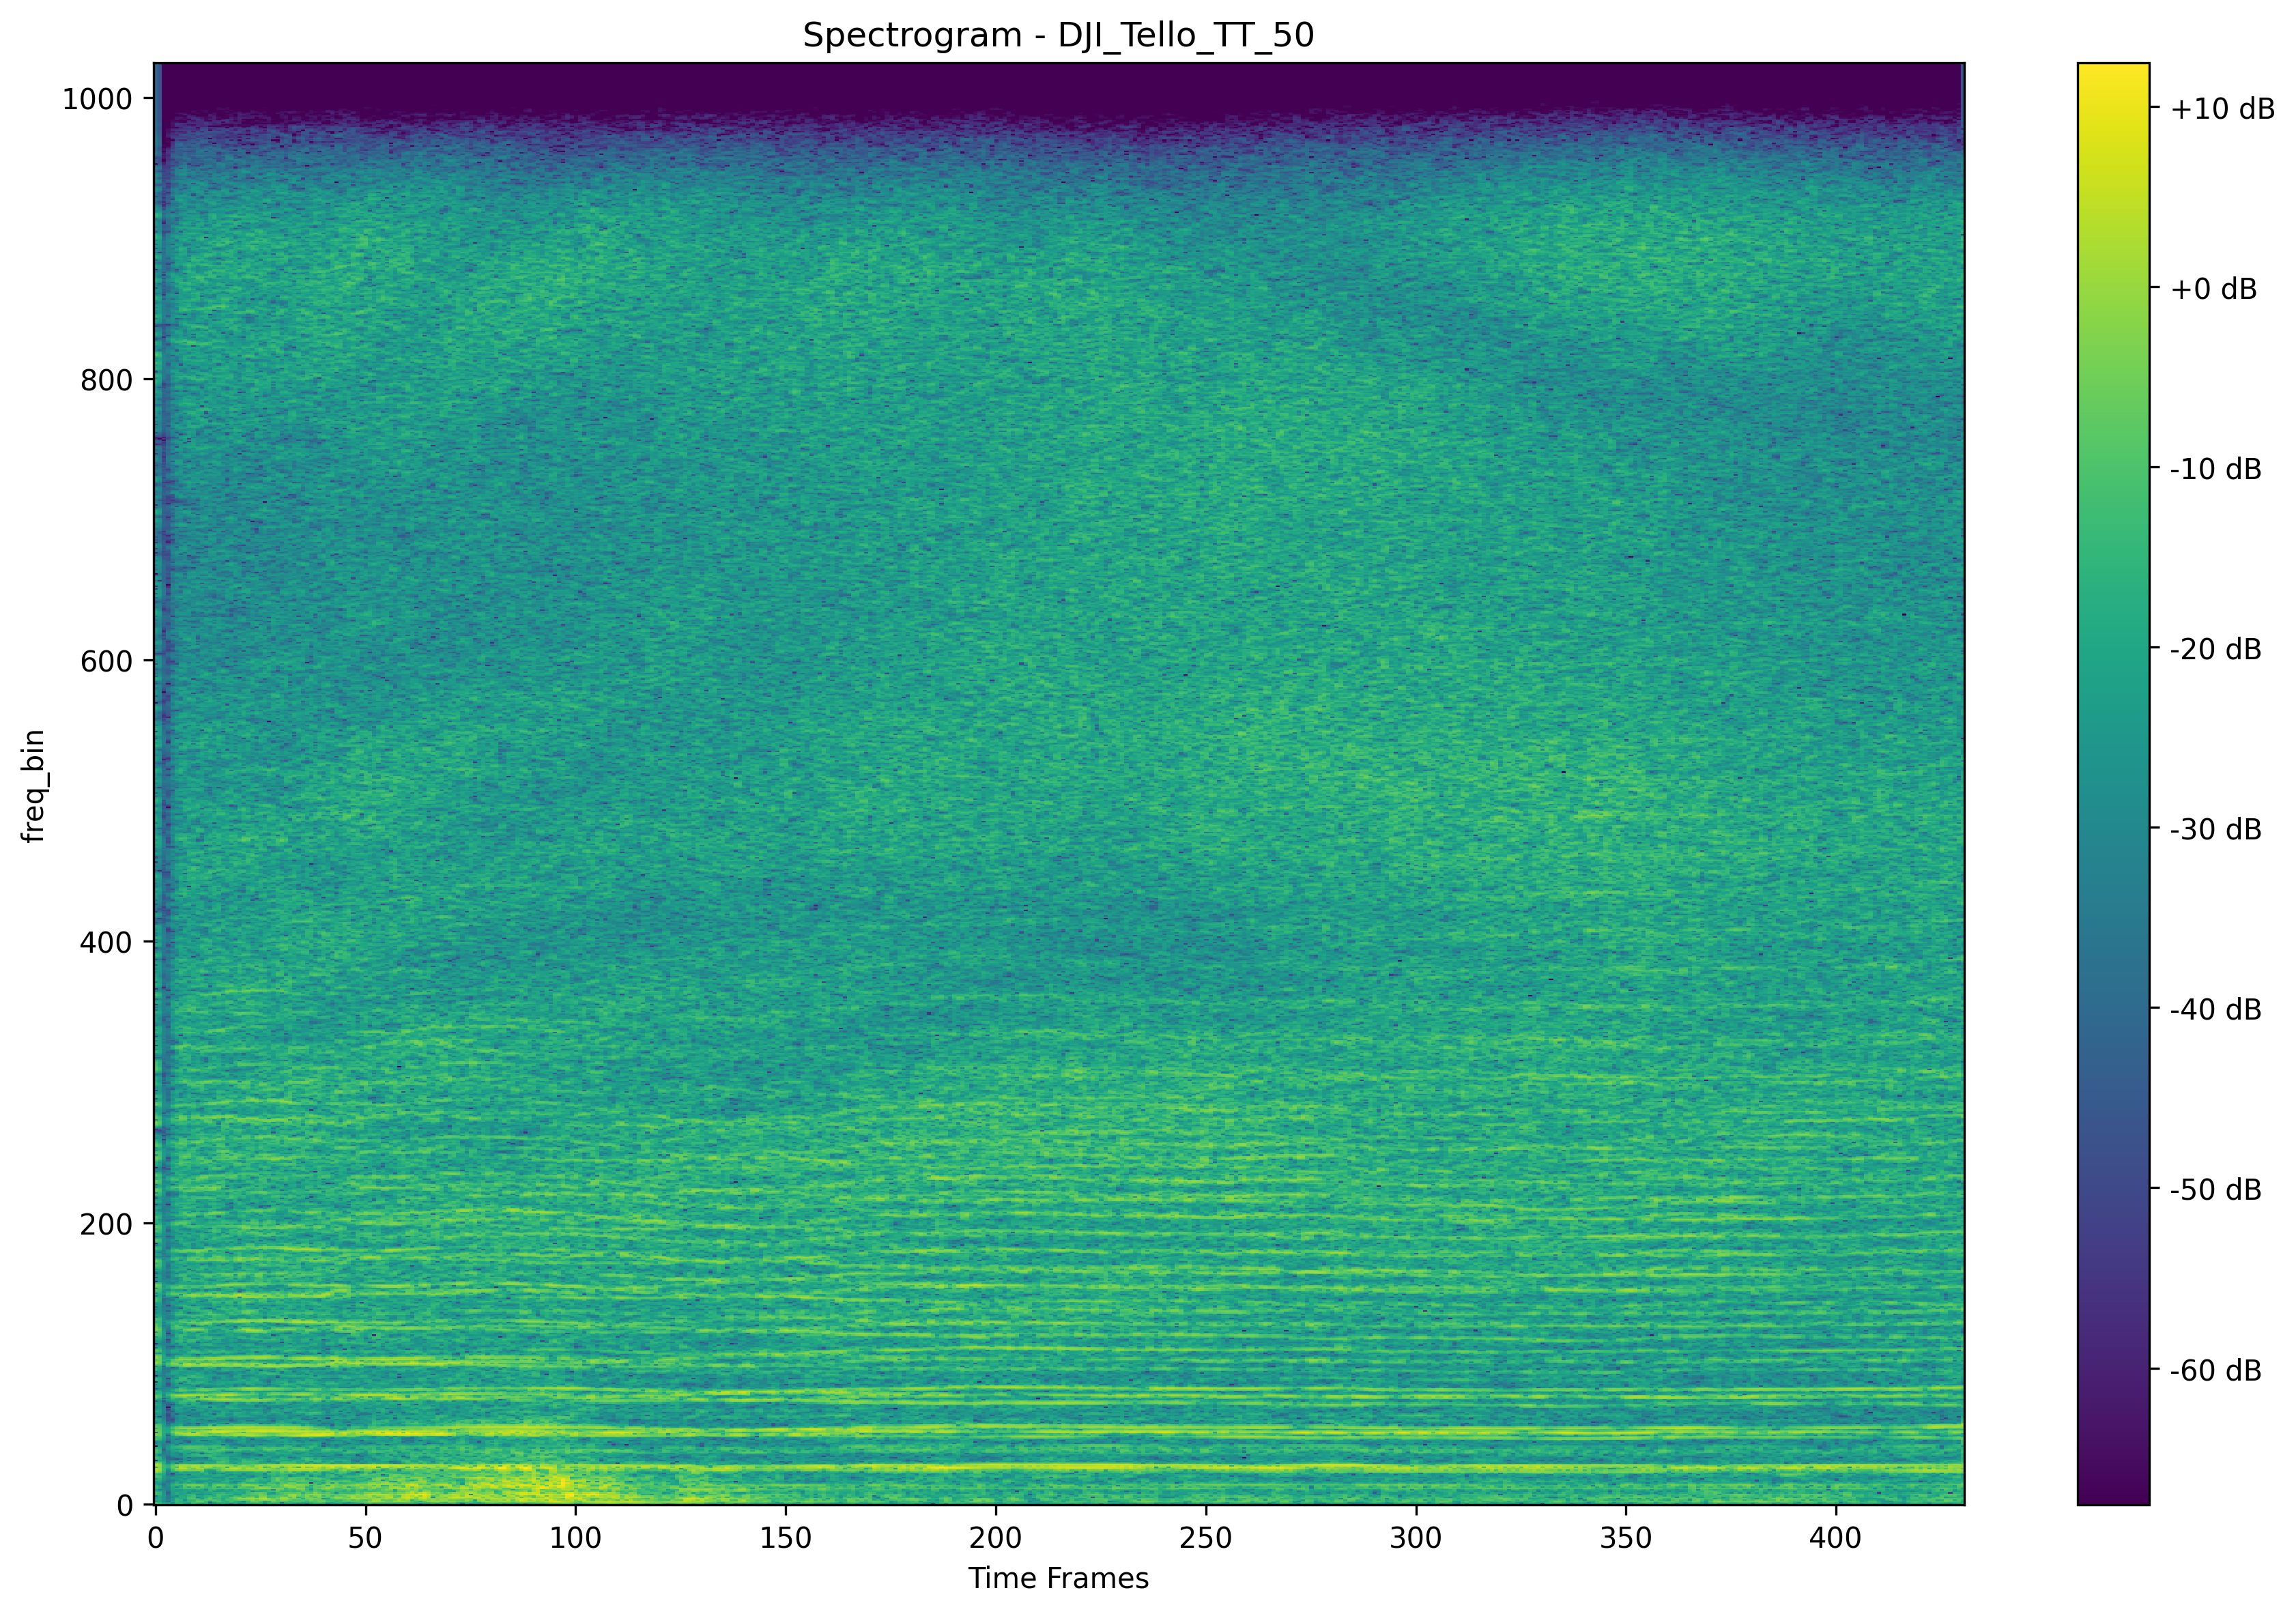 Spectrogram - DJI_Tello_TT_50
1000
800
600
400
200
0
freq_bin
0 50 100 150 200 250 300 350 400
Time Frames
+10 dB
+0 dB
-10 dB
-20 dB
-30 dB
-40 dB
-50 dB
-60 dB